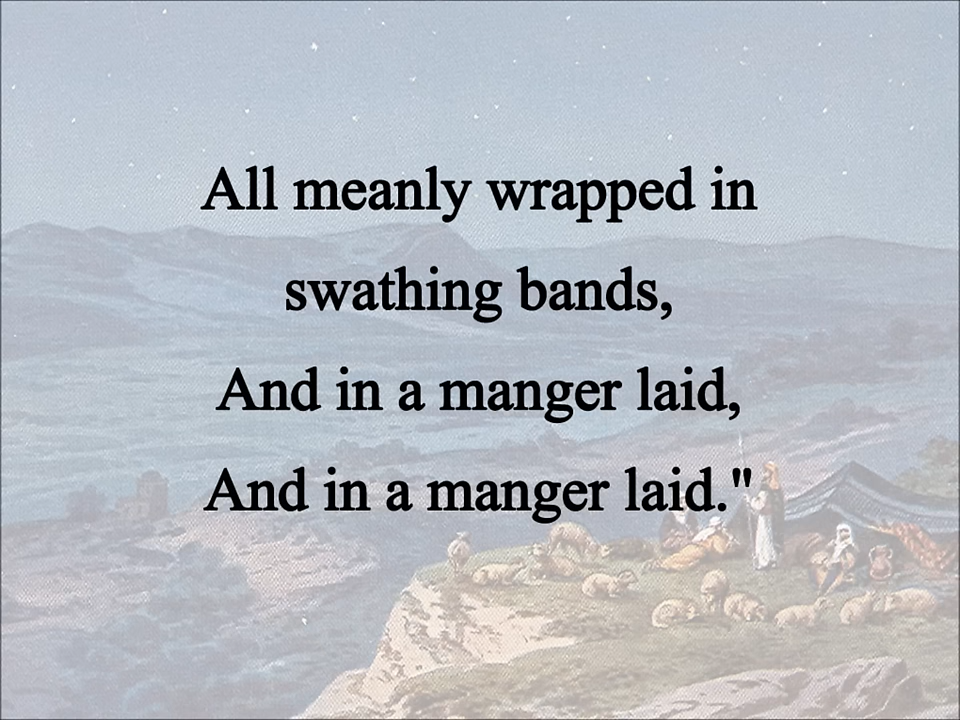 All meanly wrapped in
swathing bands,
And in a manger laid,
And in a manger laid."